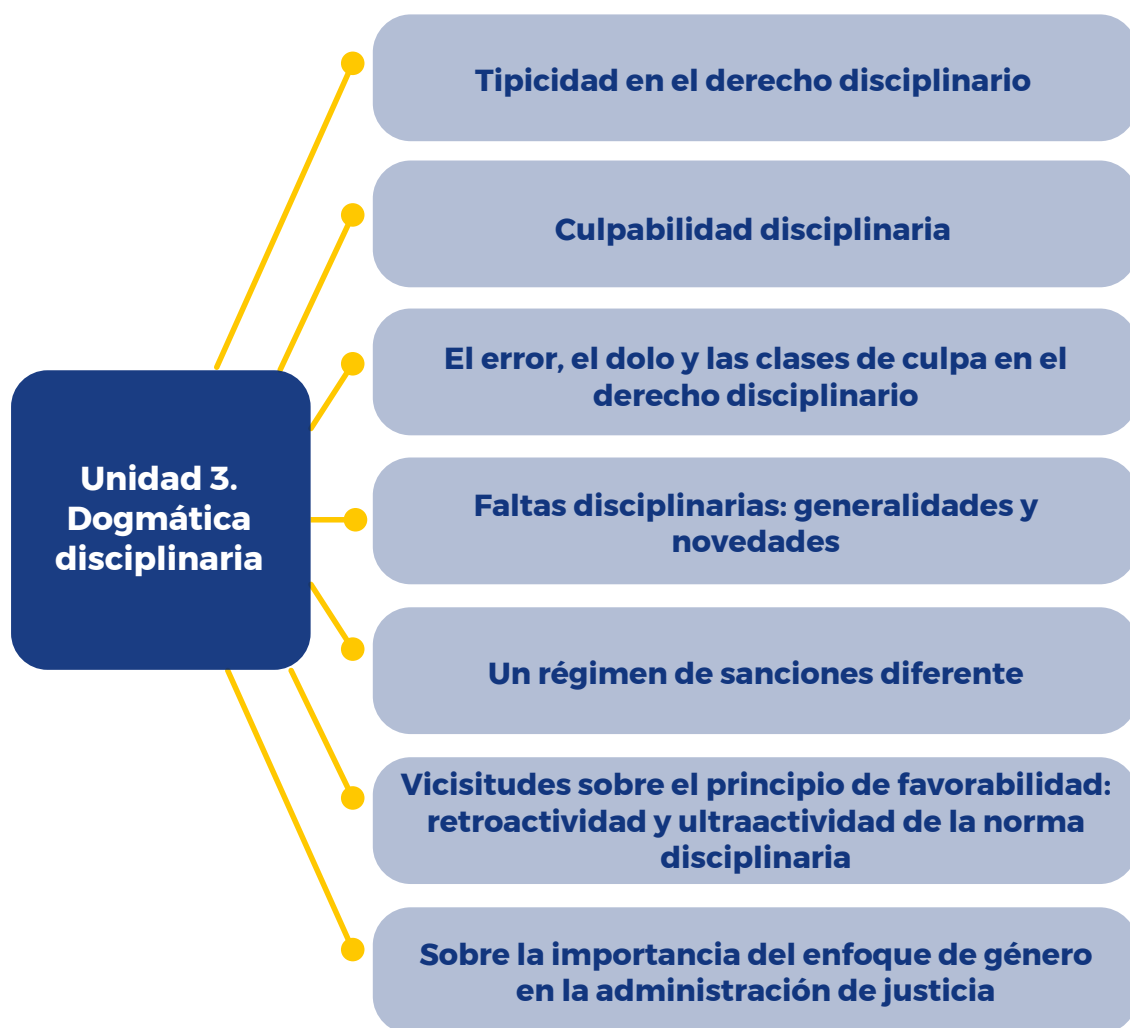 Tipicidad en el derecho disciplinario
Culpabilidad disciplinaria
El error, el dolo y las clases de culpa en el
derecho disciplinario
Unidad 3.
Dogmática
disciplinaria
Faltas disciplinarias: generalidades y
novedades
Un régimen de sanciones diferente
Vicisitudes sobre el principio de favorabilidad:
retroactividad y ultraactividad de la norma
disciplinaria
Sobre la importancia del enfoque de género
en la administración de justicia